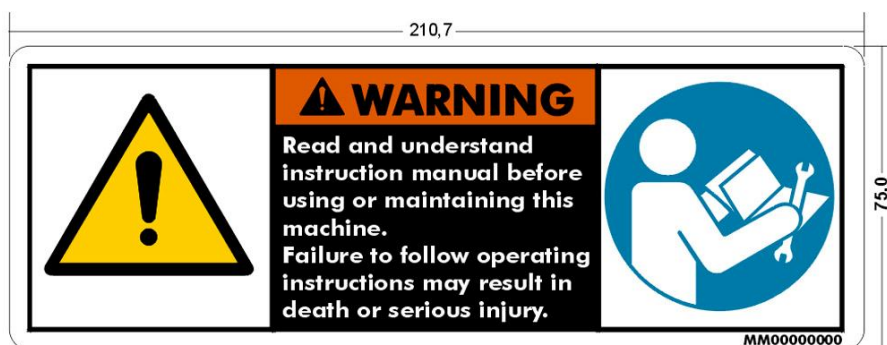 210,7
WARNING
Read and understand
instruction manual before
using or maintaining this
machine.
Failure to follow operating
instructions may result in
death or serious injury.
75.0
MM00000000